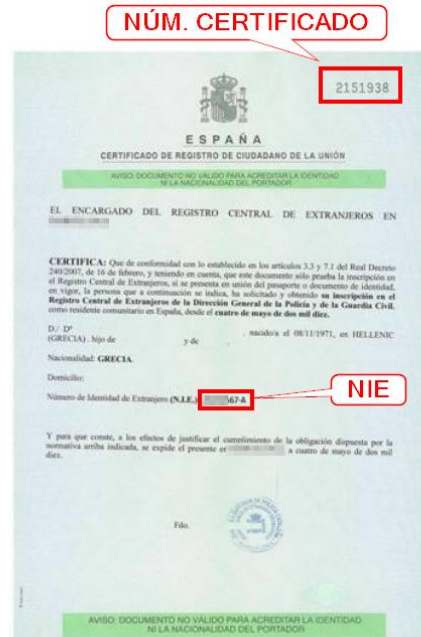 NÚM. CERTIFICADO
2151938
ESPAÑA
CERTIFICADO DE REGISTRO DE CIUDADANO DE LA UNIÓN
AVISO: DOCUMENTO NO VÁLIDO PARA ACREDITAR LA IDENTIDAD
NI LA NACIONALIDAD DEL PORTADOR
EL ENCARGADO DEL REGISTRO CENTRAL DE EXTRANJEROS EN
CERTIFICA: Que de conformidad con lo establecido en los artículos 3.3 y 7.1 del Real Decreto
240/2007, de 16 de febrero, y teniendo en cuenta, que este documento sólo prueba la inscripción en
el Registro Central de Extranjeros, si se presenta en unión del pasaporte o documento de identidad,
en vigor, la persona que a continuación se indica, ha solicitado y obtenido su inscripción en el
Registro Central de Extranjeros de la Dirección General de la Policía y de la Guardia Civil,
como residente comunitario en España, desde el cuatro de mayo de dos mil diez.
D./ Dª , nacido/a el 08/11/1971, en HELLENIC
(GRECIA) , hijo de y de
Nacionalidad: GRECIA.
Domicilio:
Número de Identidad de Extranjero (N.I.E.) 67-A
NIE
Y para que conste, a los efectos de justificar el cumplimiento de la obligación dispuesta por la
normativa arriba indicada, se expide el presente en a cuatro de mayo de dos mil
diez.
Fdo.
AVISO: DOCUMENTO NO VÁLIDO PARA ACREDITAR LA IDENTIDAD
NI LA NACIONALIDAD DEL PORTADOR